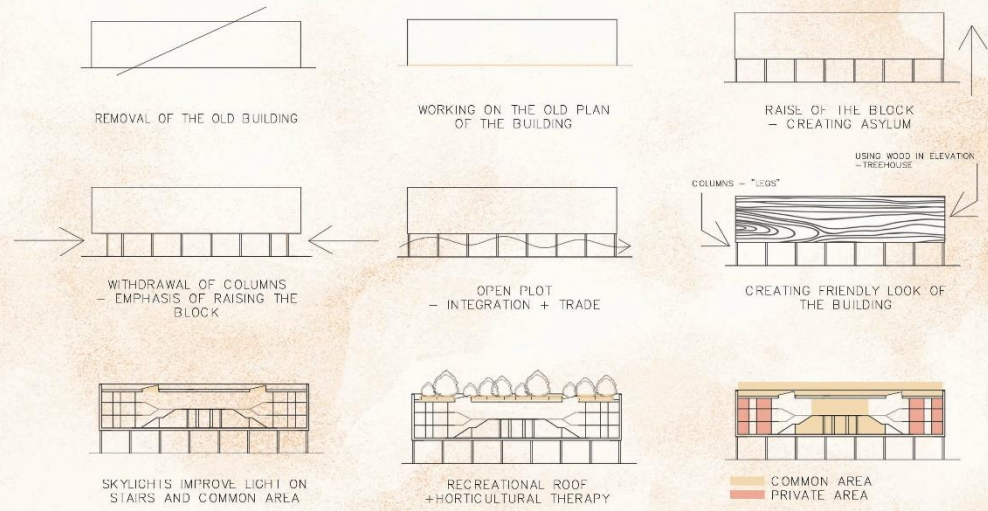 REMOVAL OF THE OLD BUILDING
WORKING ON THE OLD PLAN
OF THE BUILDING
RAISE OF THE BLOCK
– CREATING ASYLUM
WITHDRAWAL OF COLUMNS
– EMPHASIS OF RAISING THE
BLOCK
OPEN PLOT
– INTEGRATION + TRADE
USING WOOD IN ELEVATION
–TREEHOUSE
COLUMNS – "LEGS"
CREATING FRIENDLY LOOK OF
THE BUILDING
SKYLIGHTS IMPROVE LIGHT ON
STAIRS AND COMMON AREA
RECREATIONAL ROOF
+HORTICULTURAL THERAPY
COMMON AREA
PRIVATE AREA